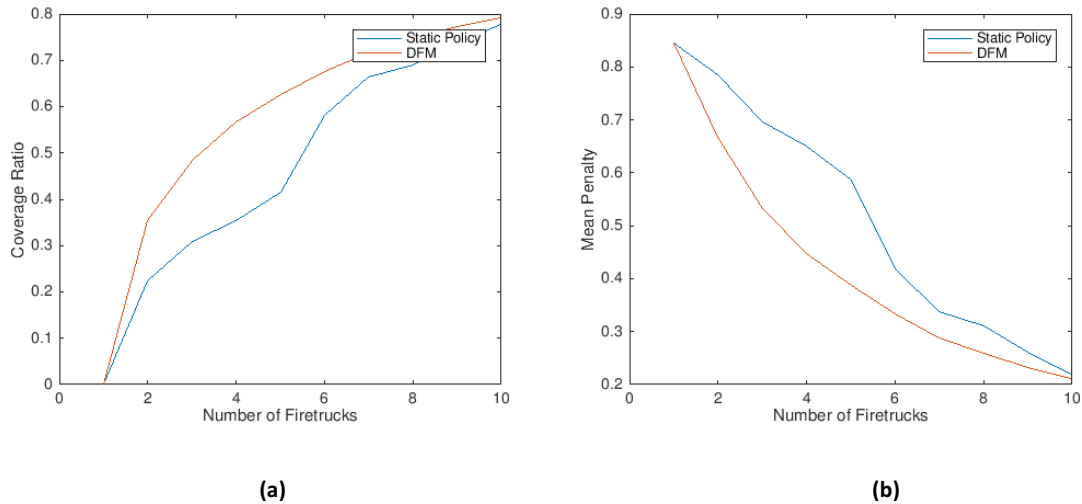 0.8
0.7
0.6
0.5
0.4
0.3
0.2
0.1
0
Coverage Ratio
0 2 4 6 8 10
Number of Firetrucks
Static Policy
DFM
(a)
0.9
0.8
0.7
0.6
0.5
0.4
0.3
0.2
Mean Penalty
0 2 4 6 8 10
Number of Firetrucks
Static Policy
DFM
(b)